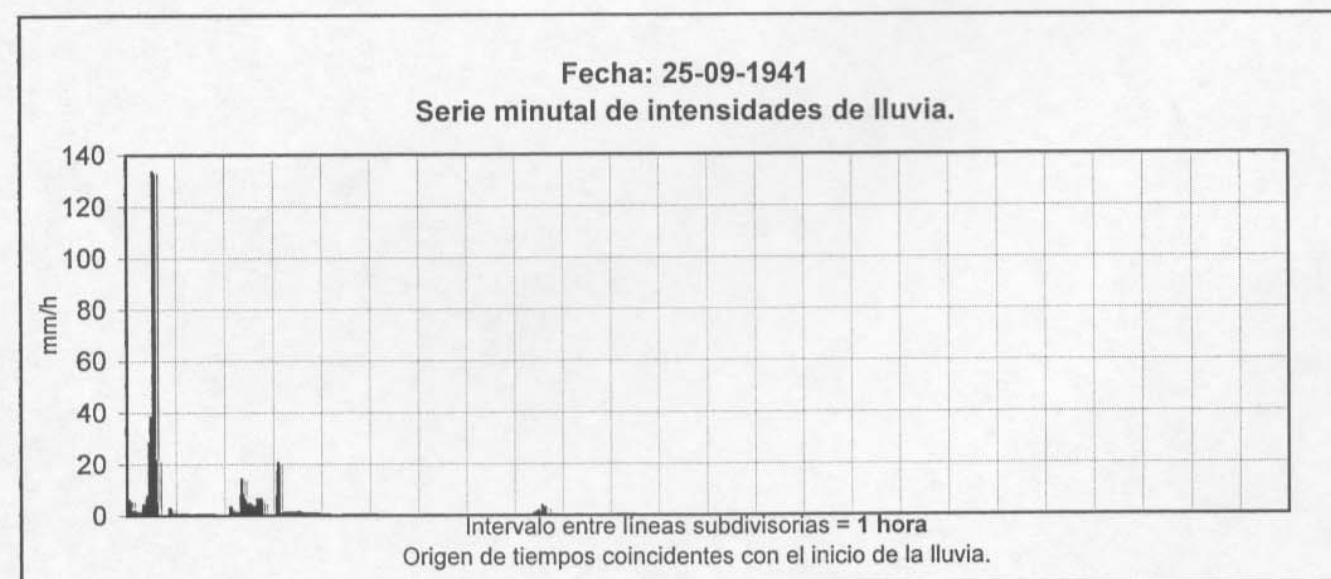 Fecha: 25-09-1941
Serie minutal de intensidades de lluvia.
140
120
100
80
60
40
20
0
mm/h
Intervalo entre líneas subdivisorias = 1 hora
Origen de tiempos coincidentes con el inicio de la lluvia.